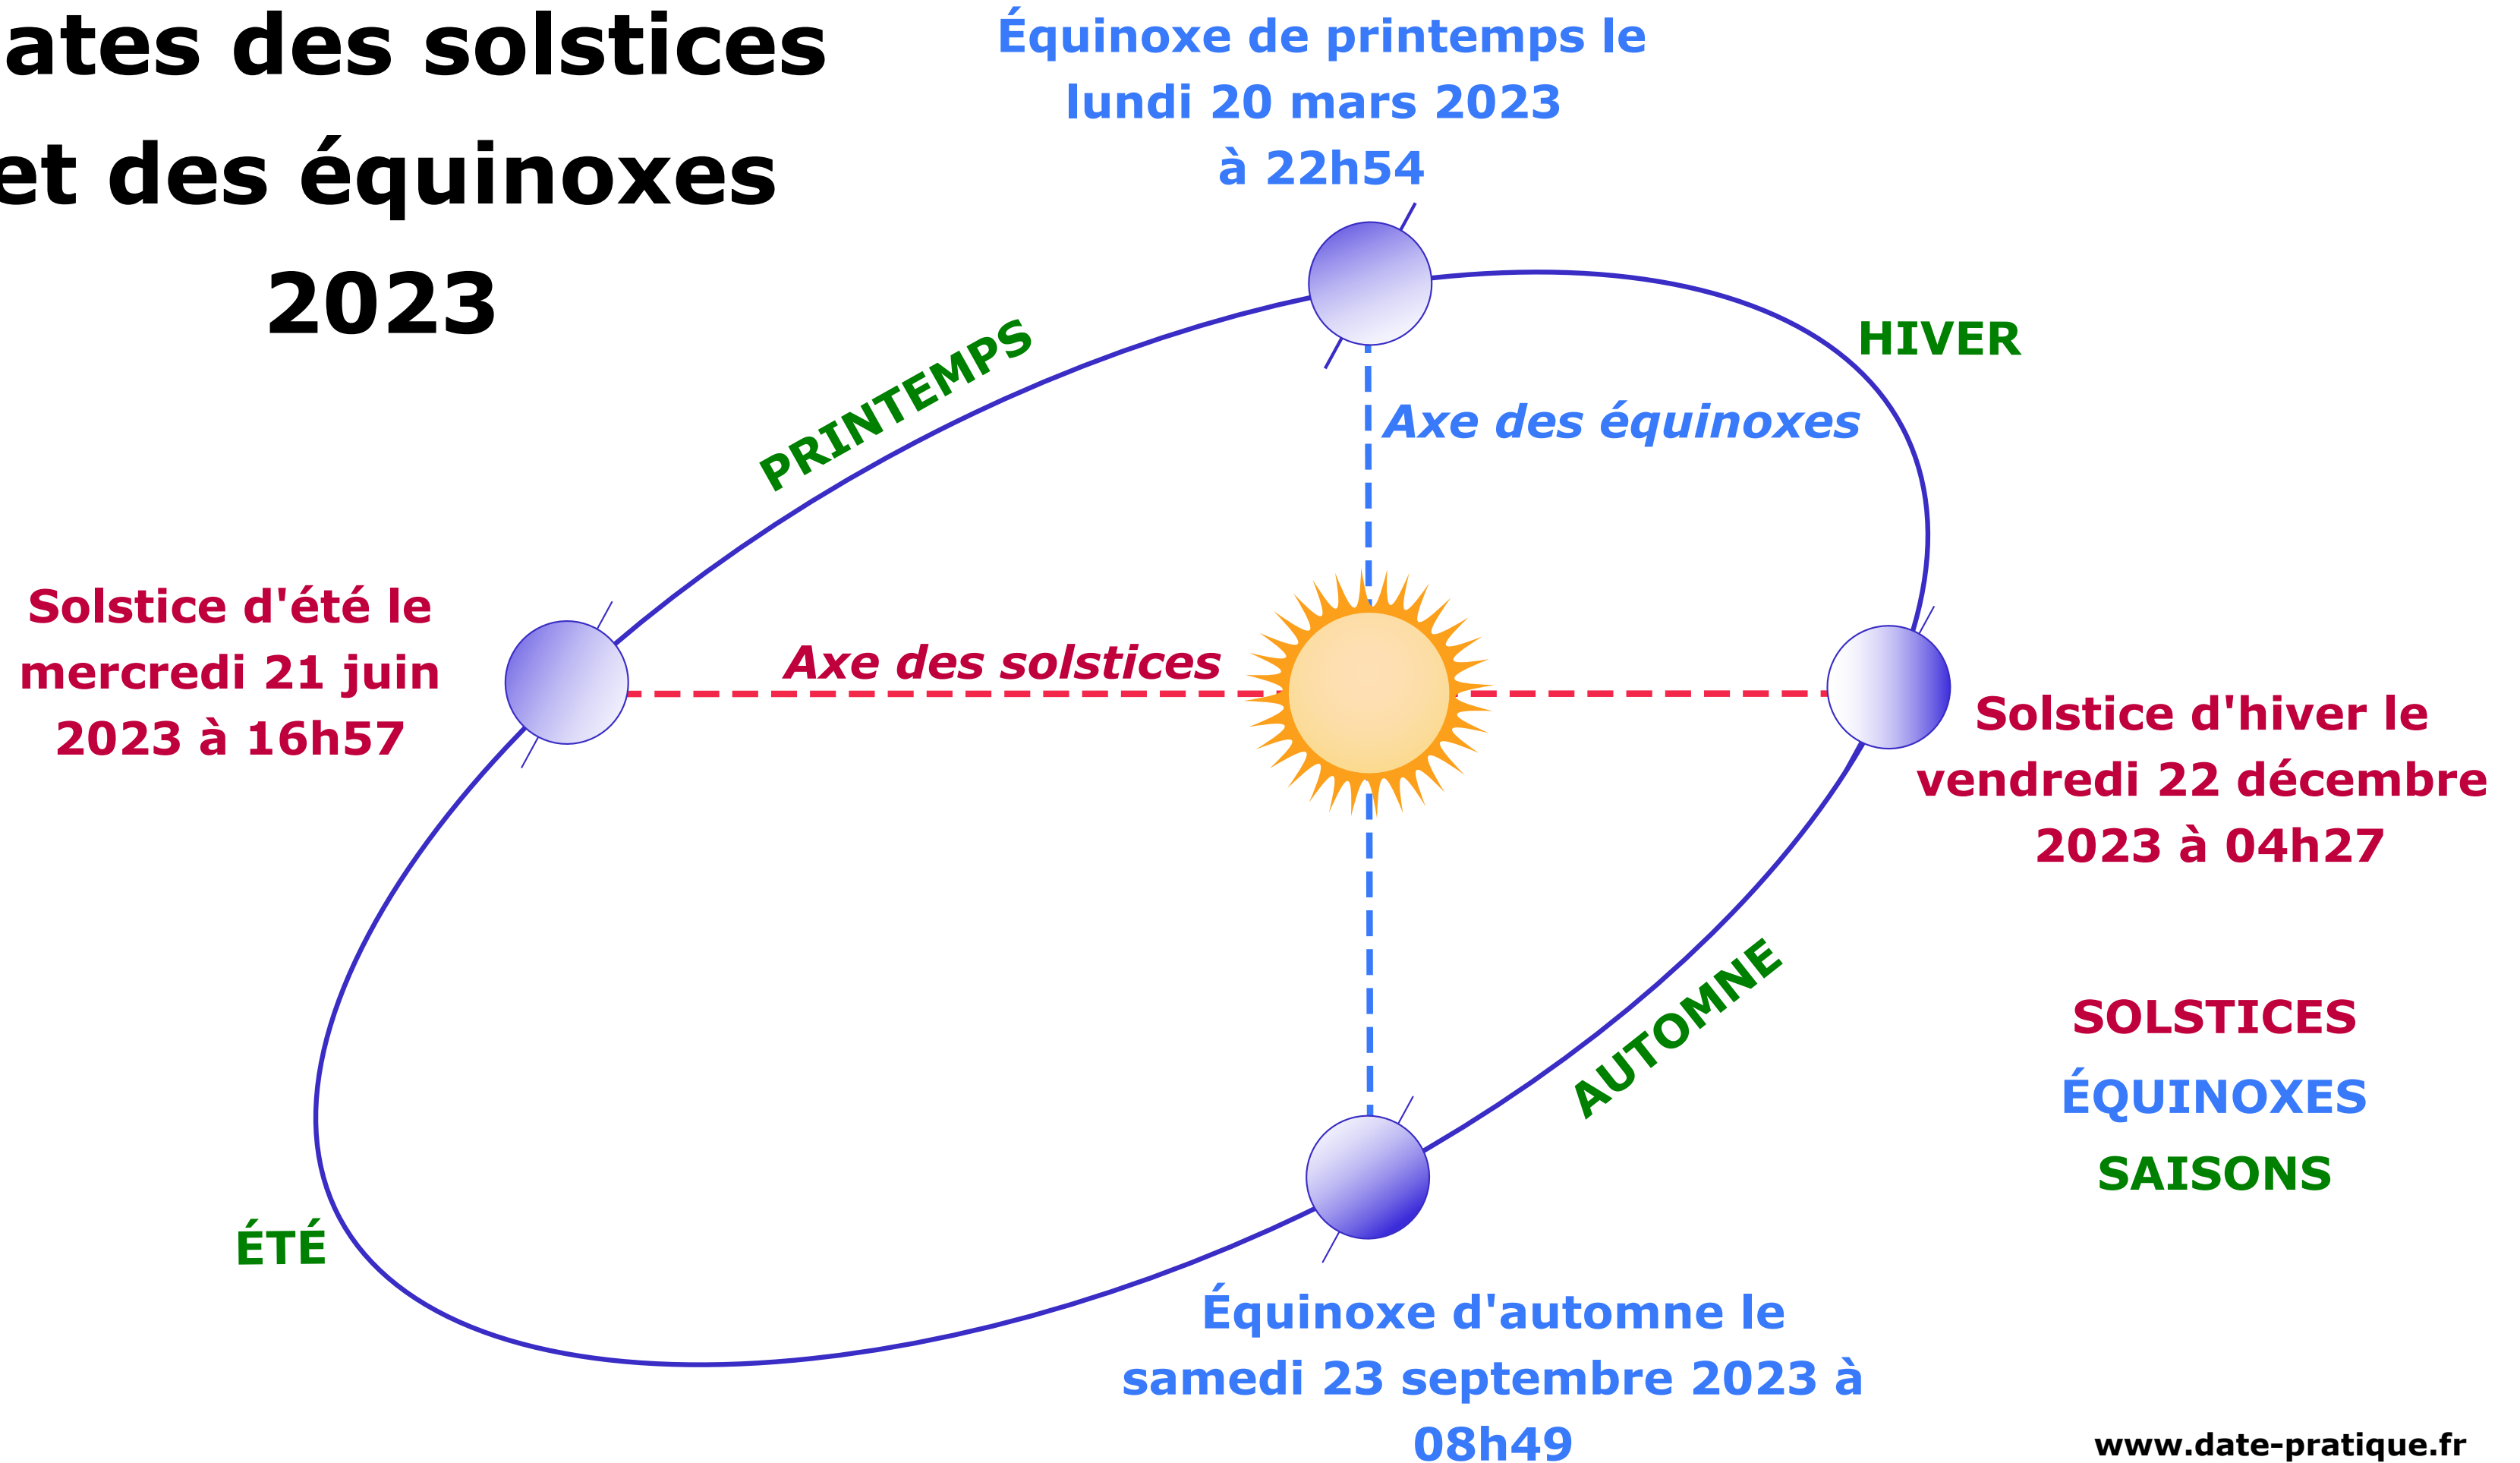 ates des solstices
et des équinoxes
2023
Équinoxe de printemps le
lundi 20 mars 2023
à 22h54
HIVER
PRINTEMPS
Axe des équinoxes
Solstice d'été le
mercredi 21 juin
2023 à 16h57
Axe des solstices
Solstice d'hiver le
vendredi 22 décembre
2023 à 04h27
AUTOMNE
SOLSTICES
ÉQUINOXES
SAISONS
ÉTÉ
Équinoxe d'automne le
samedi 23 septembre 2023 à
08h49
www.date-pratique.fr